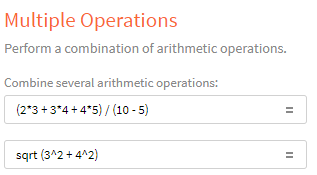 Multiple Operations
Perform a combination of arithmetic operations.
Combine several arithmetic operations:
(2*3 + 3*4 + 4*5) / (10 - 5) =
sqrt (3^2 + 4^2) =